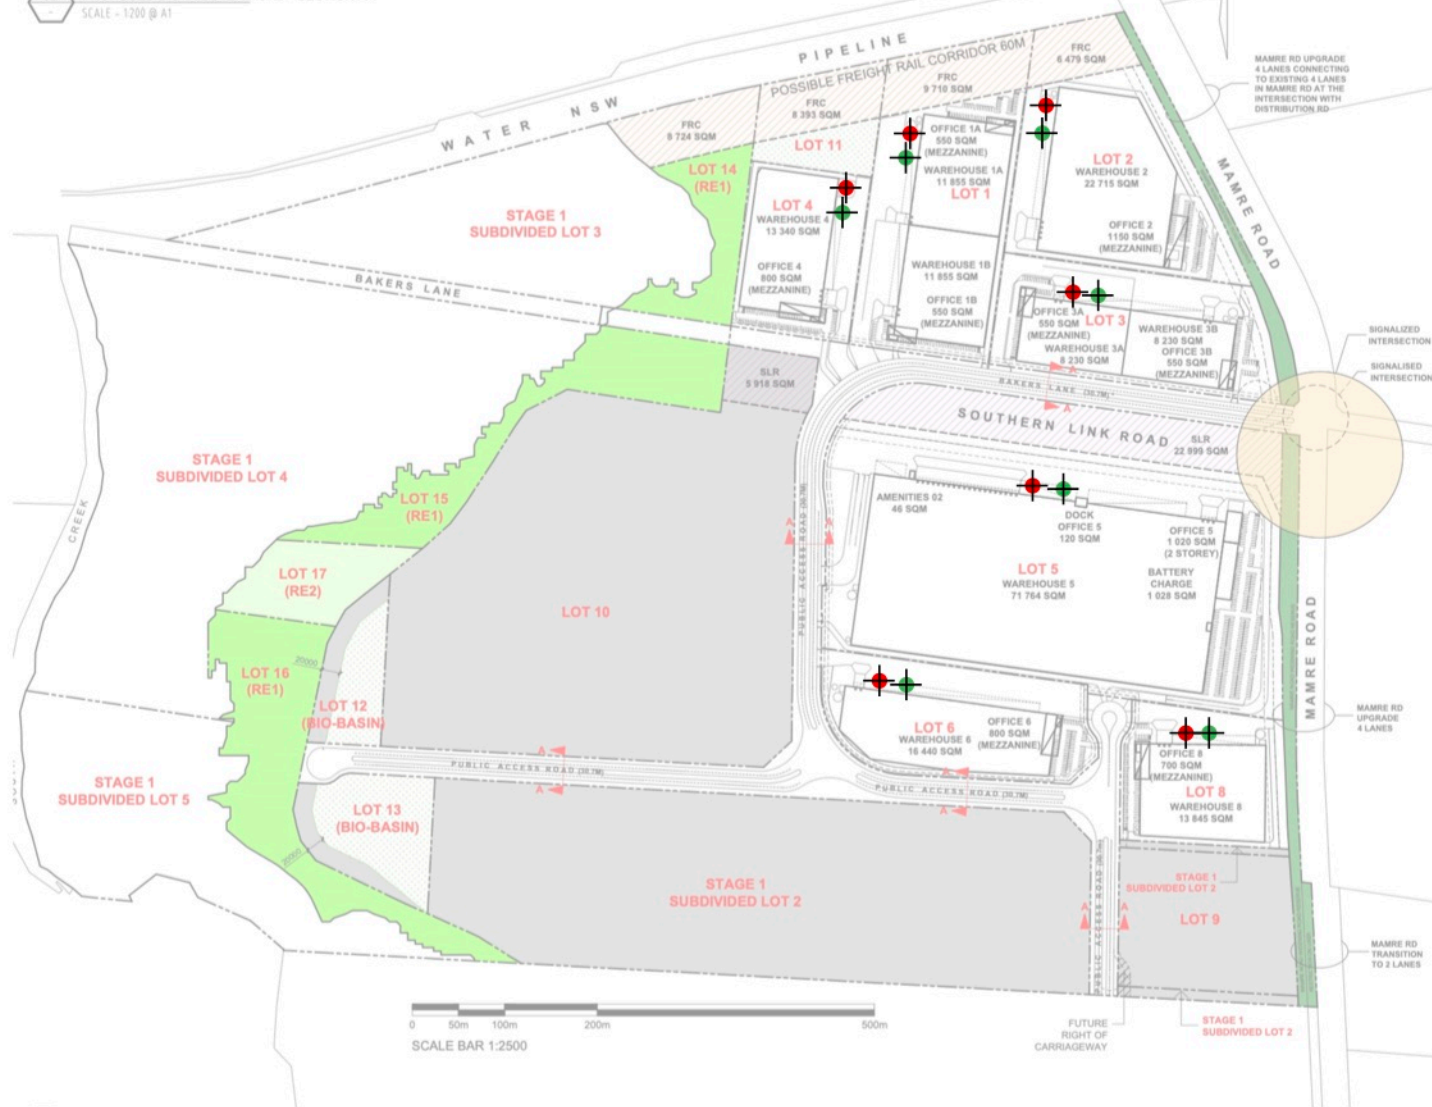 SCALE - 1:200 @ A1
WATER NSW PIPELINE
POSSIBLE FREIGHT RAIL CORRIDOR 60M
FRC
6 479 SQM
FRC
9 710 SQM
FRC
8 393 SQM
FRC
8 724 SQM
MAMRE RD UPGRADE
4 LANES CONNECTING
TO EXISTING 4 LANES
IN MAMRE RD AT THE
INTERSECTION WITH
DISTRIBUTION RD
LOT 11
LOT 14
(RE1)
OFFICE 1A
550 SQM
(MEZZANINE)
WAREHOUSE 1A
11 855 SQM
LOT 1
WAREHOUSE 1B
11 855 SQM
OFFICE 1B
550 SQM
(MEZZANINE)
LOT 2
WAREHOUSE 2
22 715 SQM
OFFICE 2
1150 SQM
(MEZZANINE)
MAMRE ROAD
LOT 4
WAREHOUSE 4
13 340 SQM
OFFICE 4
800 SQM
(MEZZANINE)
STAGE 1
SUBDIVIDED LOT 3
BAKERS LANE
OFFICE 3A
550 SQM
(MEZZANINE)
LOT 3
WAREHOUSE 3A
8 230 SQM
WAREHOUSE 3B
8 230 SQM
OFFICE 3B
550 SQM
(MEZZANINE)
SIGNALIZED
INTERSECTION
SIGNALISED
INTERSECTION
SLR
5 918 SQM
A
BAKERS LANE (30.7M)
A
SOUTHERN LINK ROAD
SLR
22 999 SQM
STAGE 1
SUBDIVIDED LOT 4
CREEK
LOT 15
(RE1)
PUBLIC ACCESS ROAD (30.7M)
A
A
AMENITIES 02
46 SQM
DOCK
OFFICE 5
120 SQM
OFFICE 5
1 020 SQM
(2 STOREY)
LOT 5
WAREHOUSE 5
71 764 SQM
BATTERY
CHARGE
1 028 SQM
LOT 17
(RE2)
LOT 10
MAMRE ROAD
LOT 16
(RE1)
20000
LOT 12
(BIO-BASIN)
LOT 6
WAREHOUSE 6
16 440 SQM
OFFICE 6
800 SQM
(MEZZANINE)
MAMRE RD
UPGRADE
4 LANES
A
PUBLIC ACCESS ROAD (30.7M)
A
OFFICE 8
700 SQM
(MEZZANINE)
LOT 8
WAREHOUSE 8
13 845 SQM
STAGE 1
SUBDIVIDED LOT 5
LOT 13
(BIO-BASIN)
20000
A
PUBLIC ACCESS ROAD (30.7M)
A
STAGE 1
SUBDIVIDED LOT 2
STAGE 1
SUBDIVIDED LOT 2
LOT 9
A
A
PUBLIC ACCESS ROAD (30.7M)
MAMRE RD
TRANSITION
TO 2 LANES
0 50m 100m 200m 500m
SCALE BAR 1:2500
FUTURE
RIGHT OF
CARRIAGEWAY
STAGE 1
SUBDIVIDED LOT 2